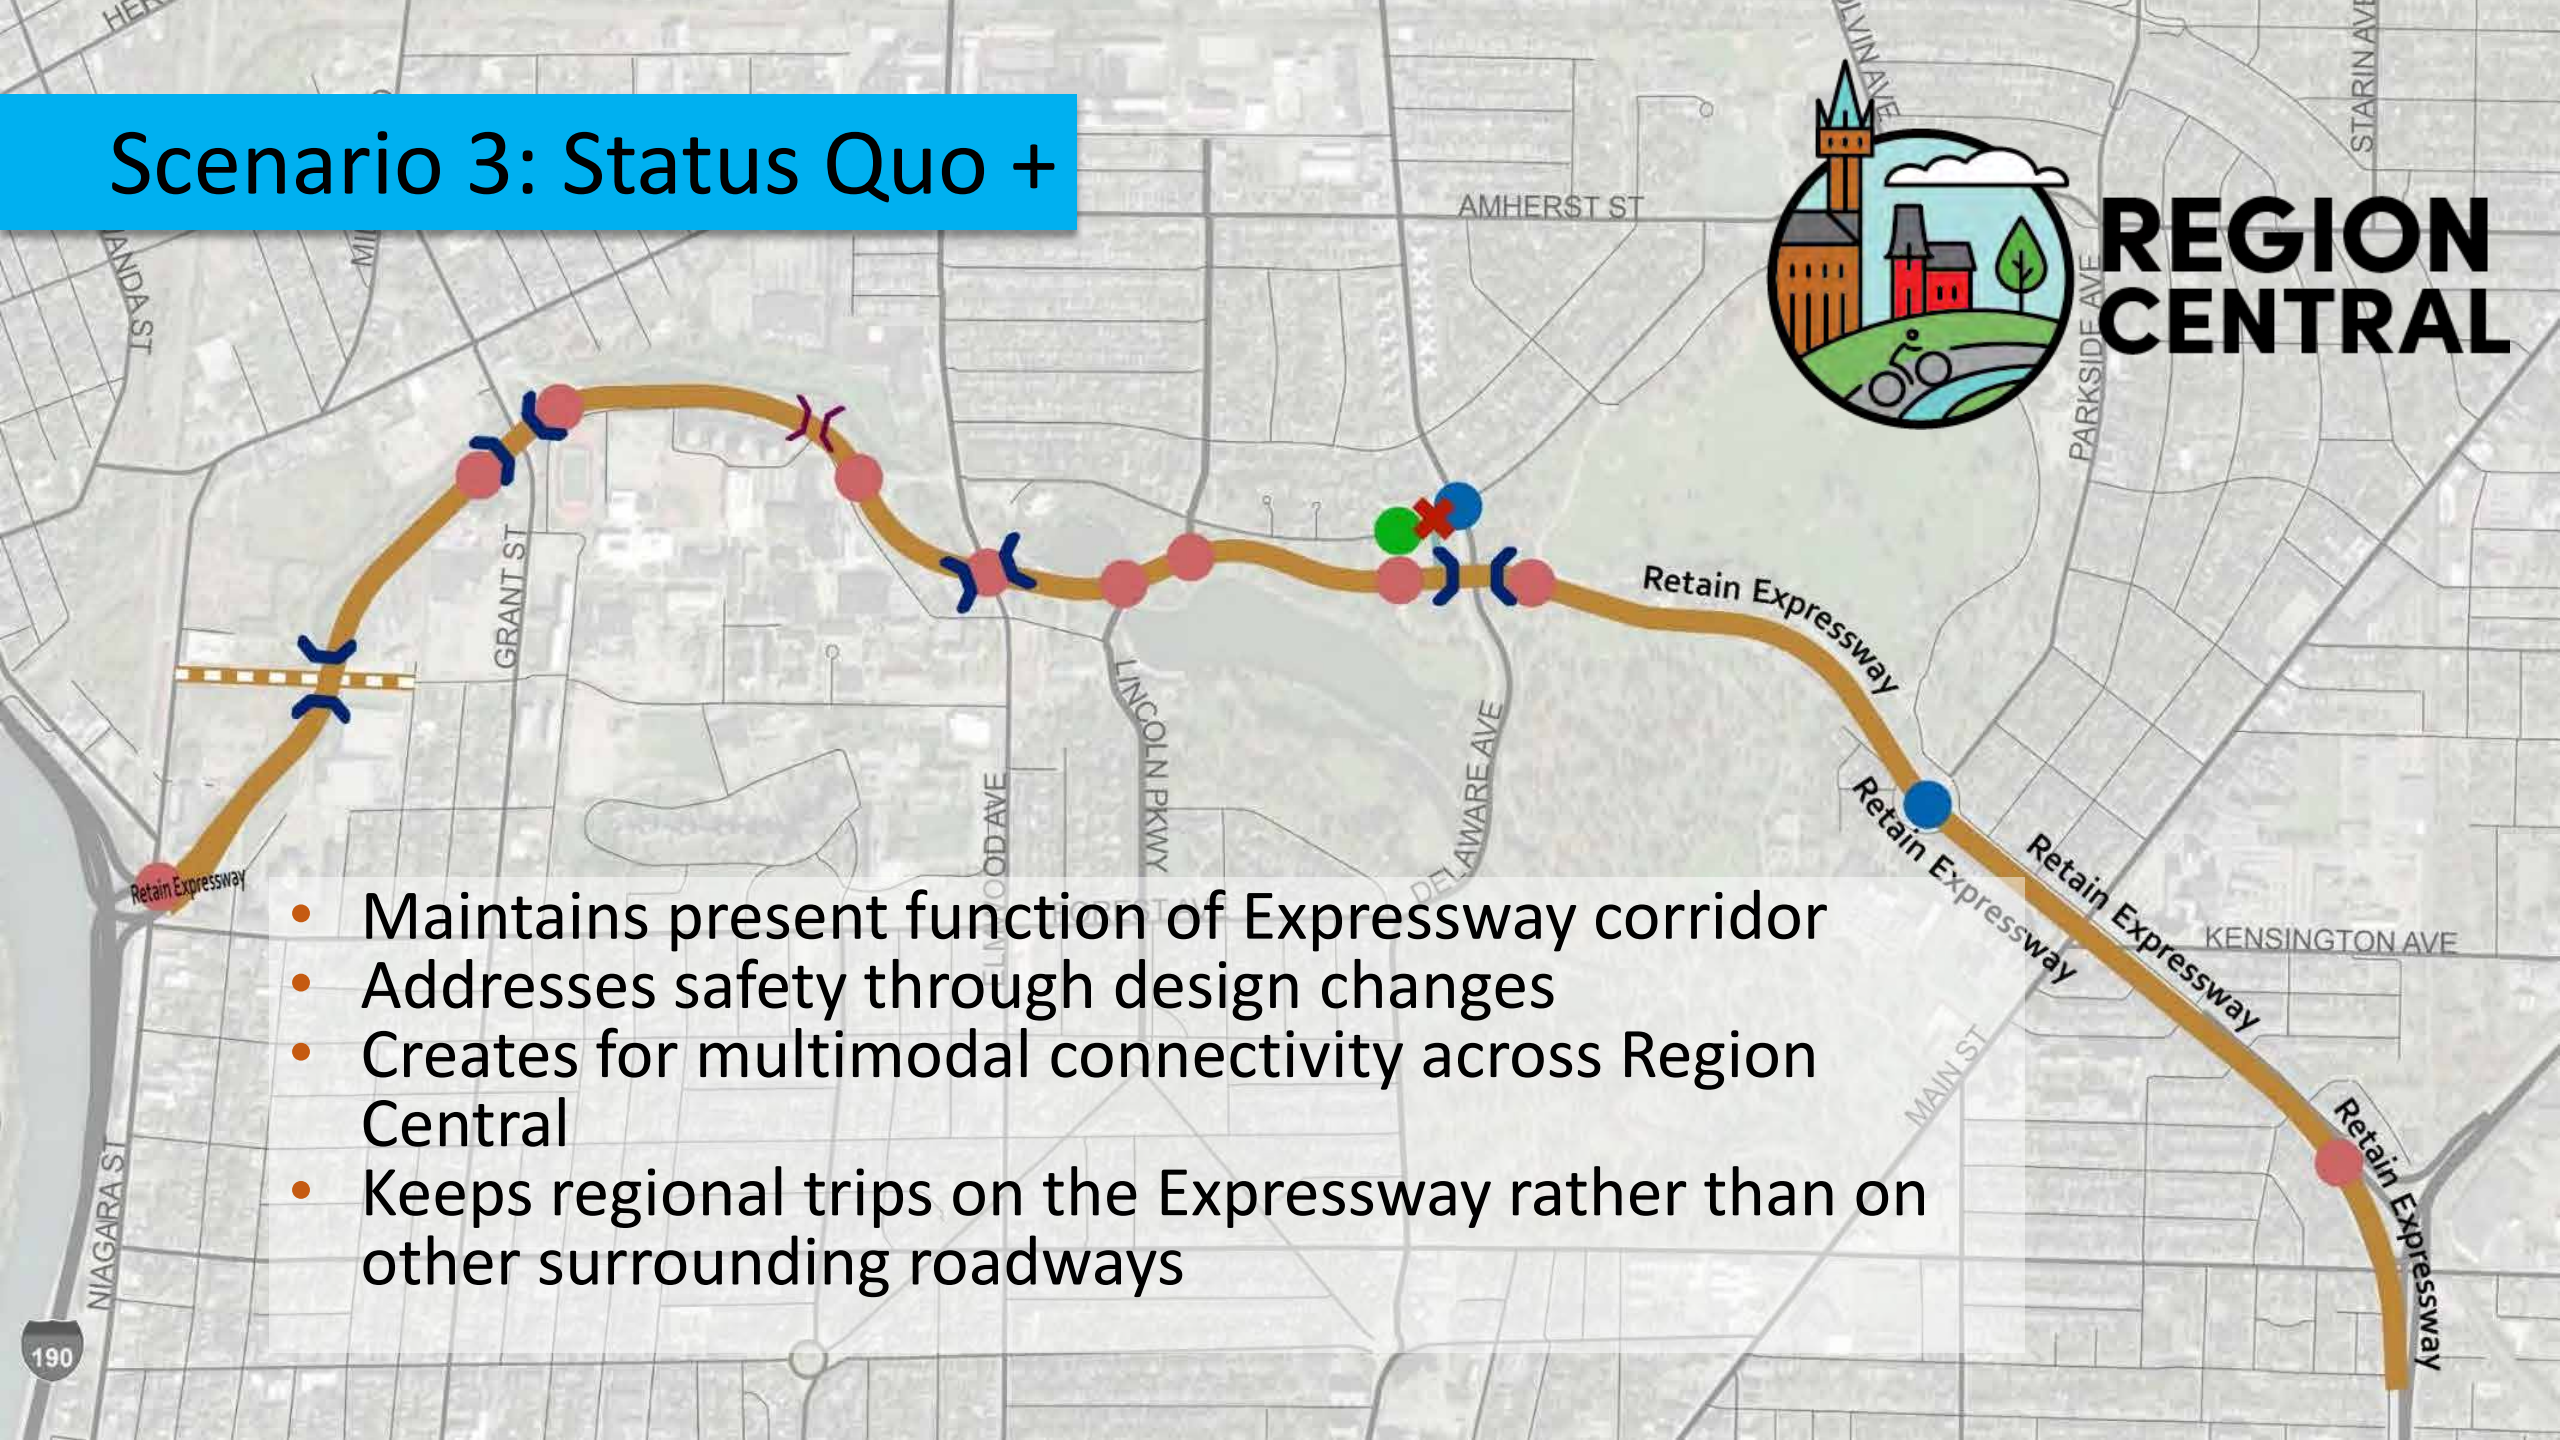 Scenario 3: Status Quo +
REGION
CENTRAL
STARIN AVE
AMHERST ST
PARKSIDE AVE
GRANT ST
Retain Expressway
LINCOLN PKWY
DELAWARE AVE
Retain Expressway
Retain Expressway
KENSINGTON AVE
Retain Expressway
MAIN ST
Retain Expressway
NIAGARA ST
190
• Maintains present function of Expressway corridor
• Addresses safety through design changes
• Creates for multimodal connectivity across Region
Central
• Keeps regional trips on the Expressway rather than on
other surrounding roadways